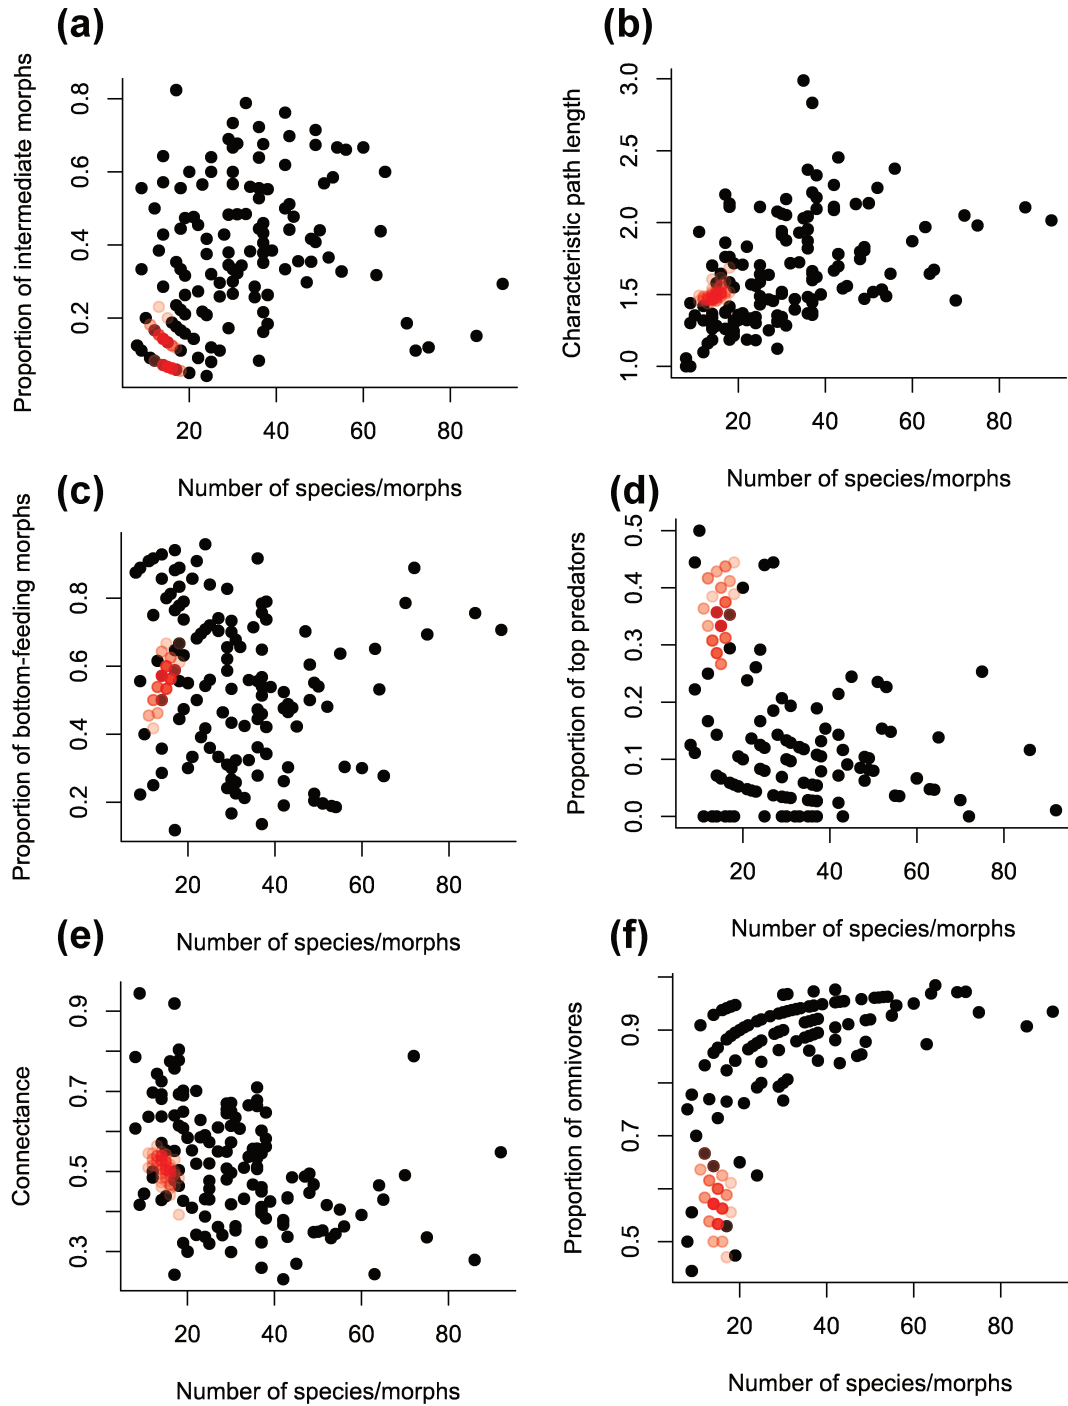 (a)
Proportion of intermediate morphs
0.8
0.6
0.4
0.2
20 40 60 80
Number of species/morphs
(b)
Characteristic path length
3.0
2.5
2.0
1.5
1.0
20 40 60 80
Number of species/morphs
(c)
Proportion of bottom-feeding morphs
0.8
0.6
0.4
0.2
20 40 60 80
Number of species/morphs
(d)
Proportion of top predators
0.5
0.4
0.3
0.2
0.1
0.0
20 40 60 80
Number of species/morphs
(e)
Connectance
0.9
0.7
0.5
0.3
20 40 60 80
Number of species/morphs
(f)
Proportion of omnivores
0.9
0.7
0.5
20 40 60 80
Number of species/morphs